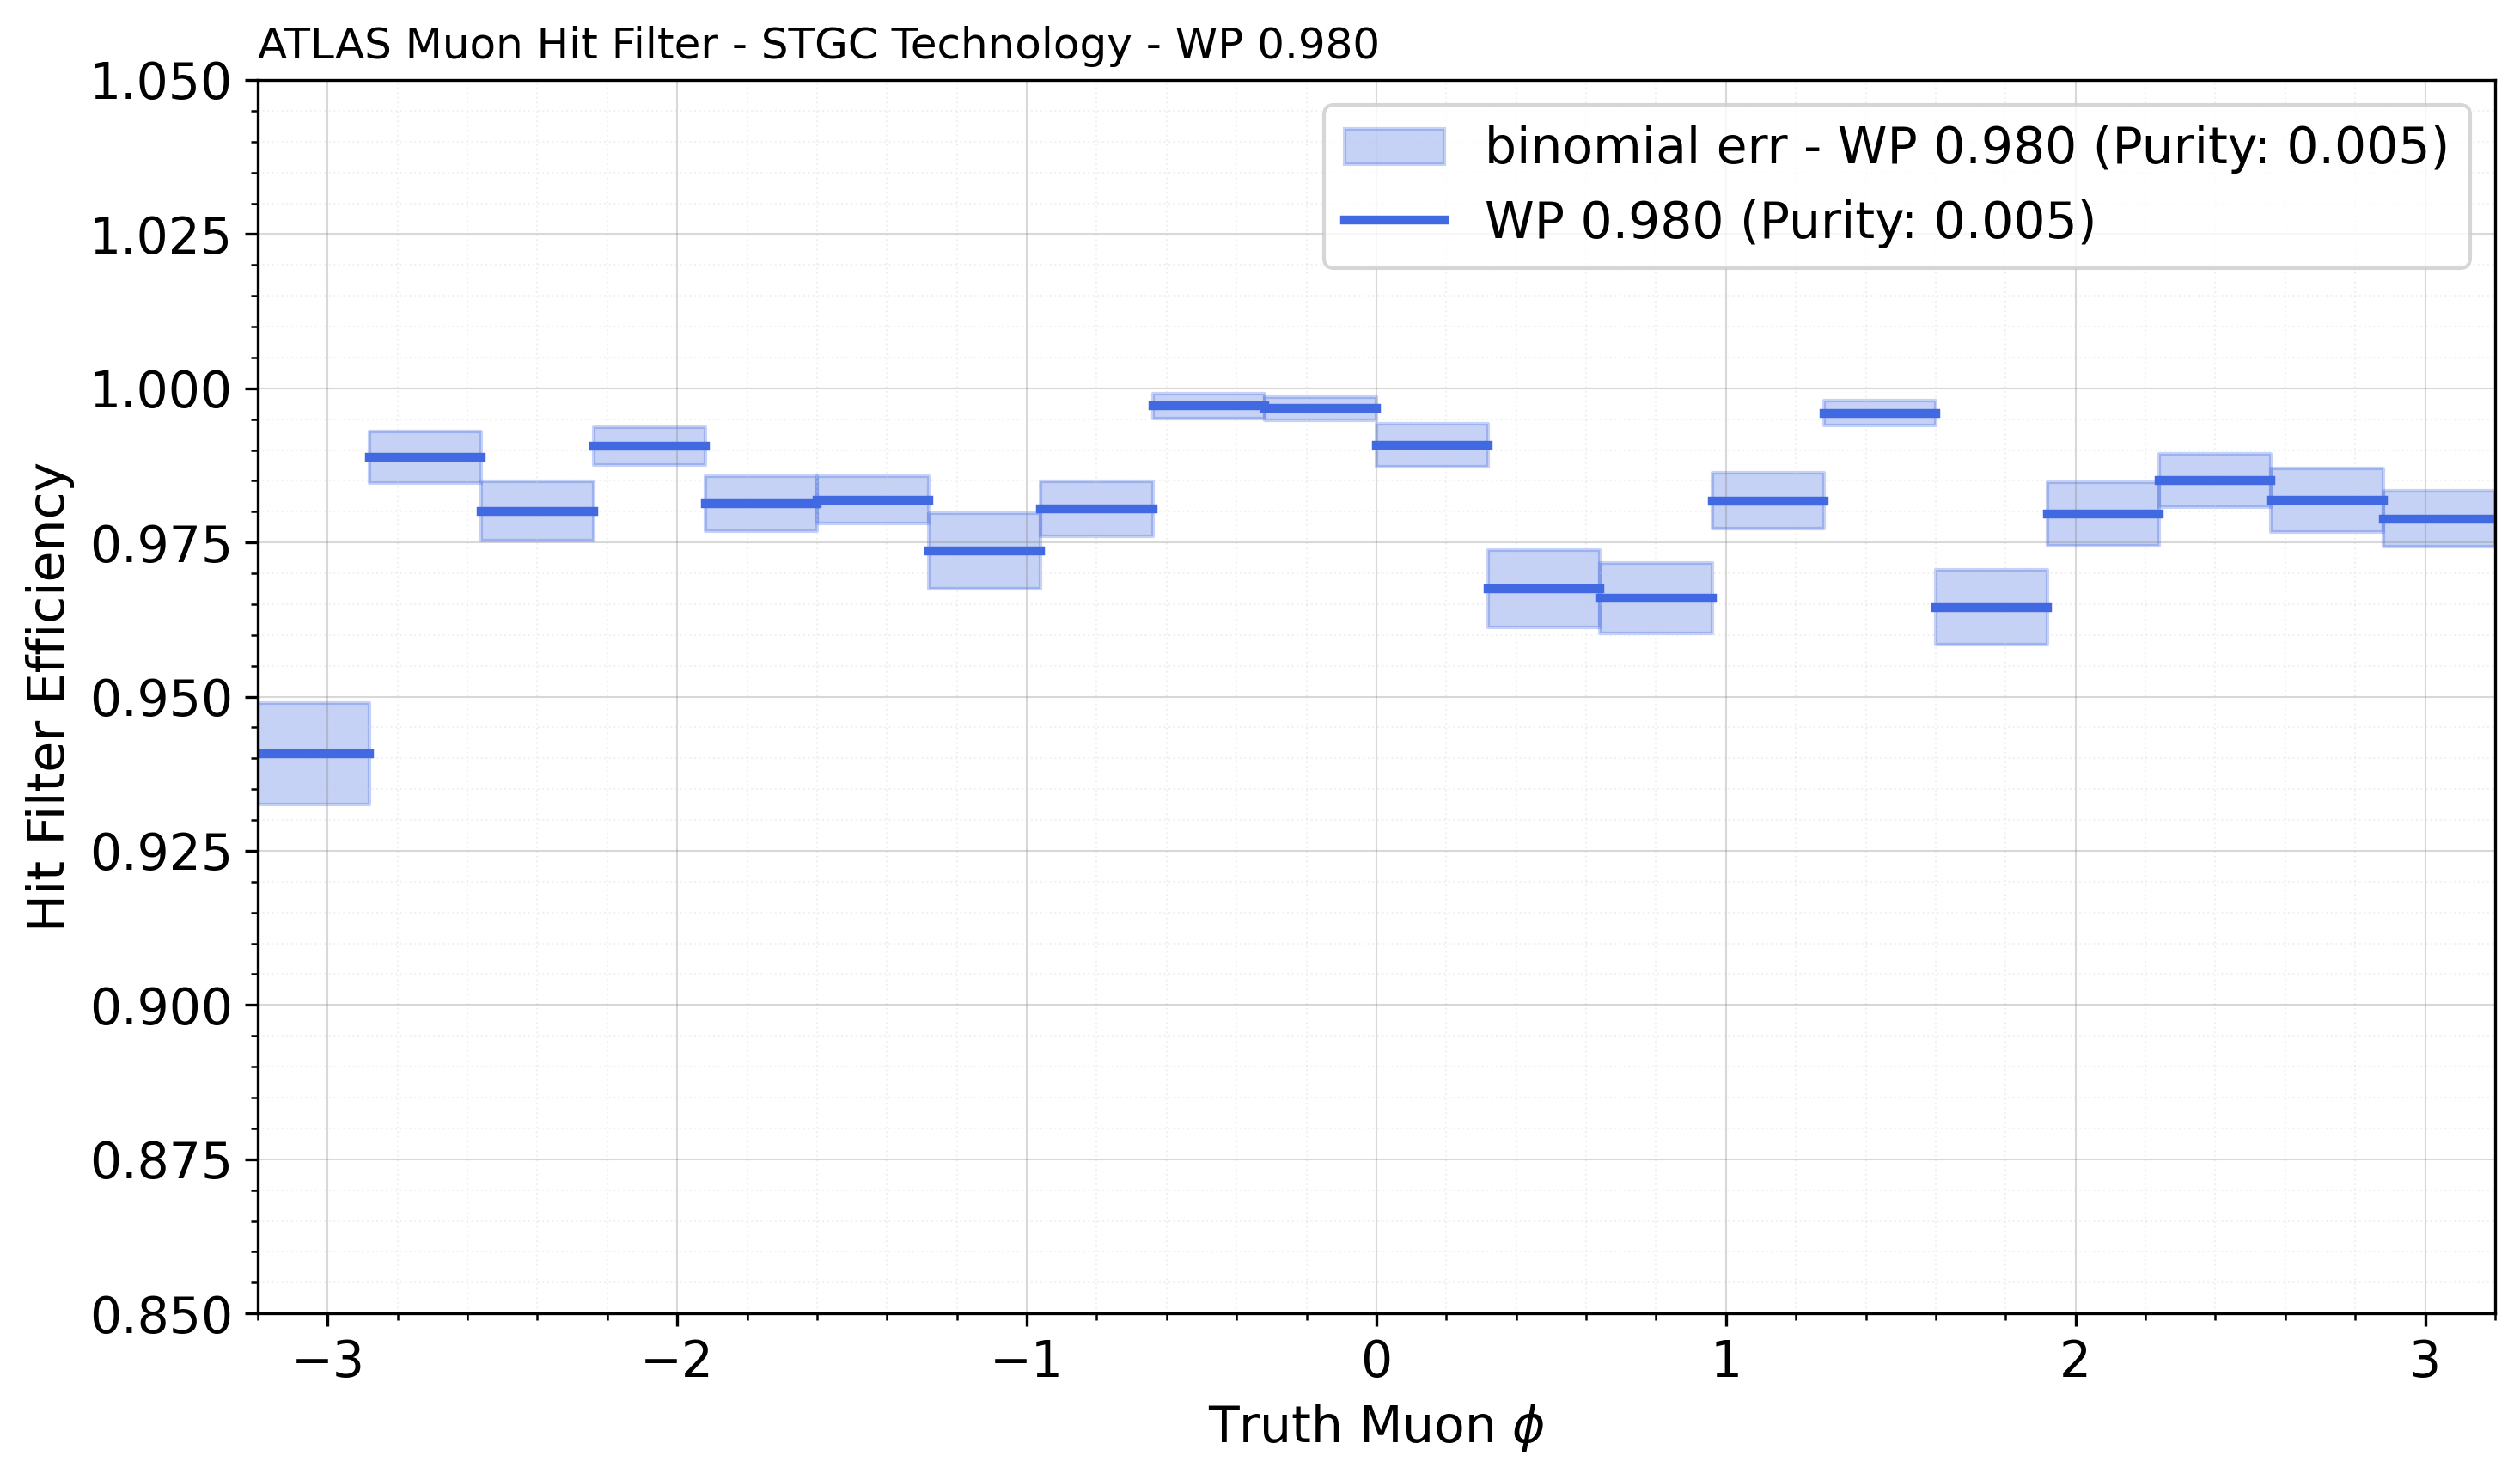 ATLAS Muon Hit Filter - STGC Technology - WP 0.980
1.050
1.025
1.000
0.975
0.950
0.925
0.900
0.875
0.850
Hit Filter Efficiency
binomial err - WP 0.980 (Purity: 0.005)
WP 0.980 (Purity: 0.005)
−3 −2 −1 0 1 2 3
Truth Muon ϕ